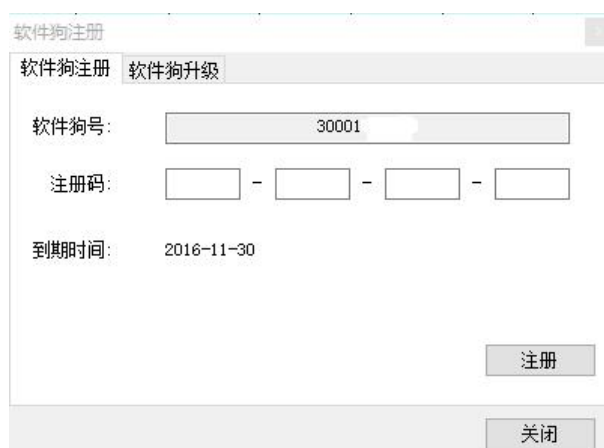 软件狗注册
软件狗注册 软件狗升级
软件狗号: 30001
注册码: - - -
到期时间: 2016-11-30
注册
关闭